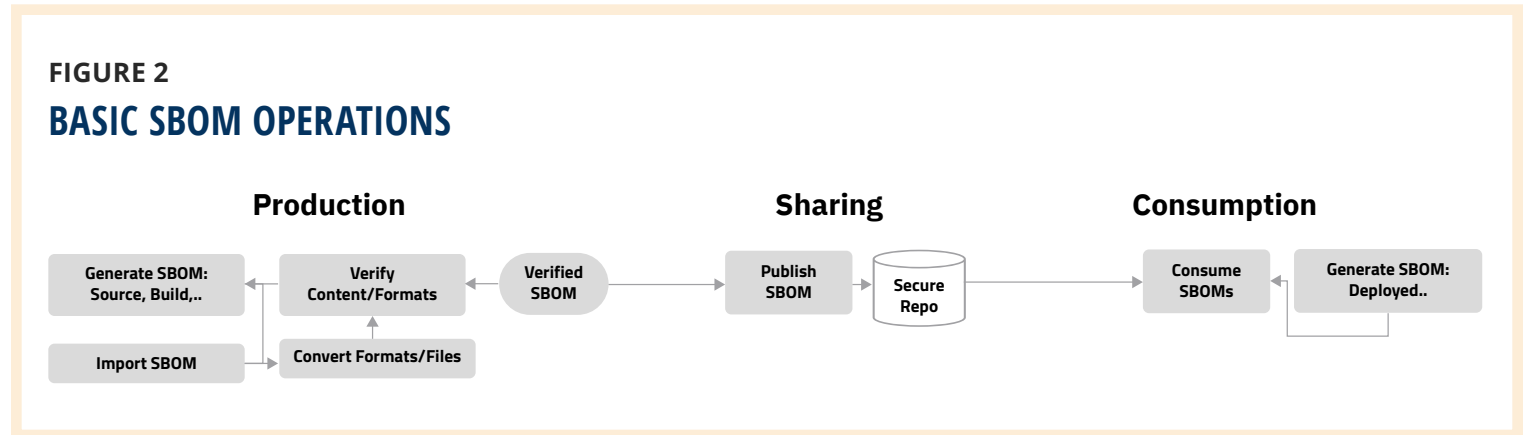 FIGURE 2
BASIC SBOM OPERATIONS
Production
Generate SBOM:
Source, Build,..
Verify
Content/Formats
Verified
SBOM
Import SBOM
Convert Formats/Files
Sharing
Publish
SBOM
Secure
Repo
Consumption
Consume
SBOMs
Generate SBOM:
Deployed..